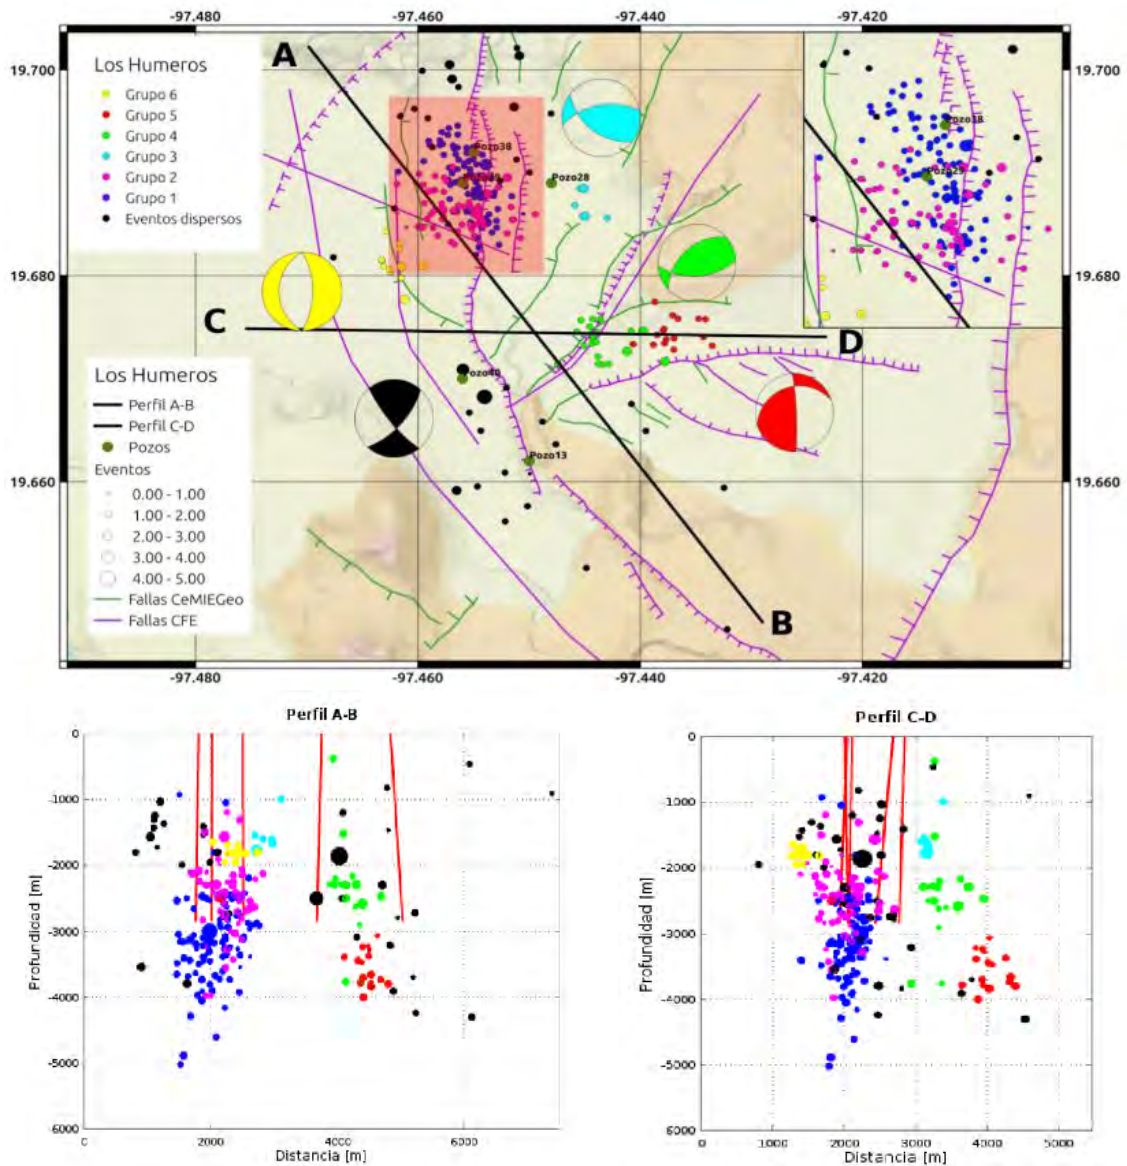 -97.480 -97.460 -97.440 -97.420
19.700 19.700
19.680 19.680
19.660 19.660
Los Humeros
Grupo 6
Grupo 5
Grupo 4
Grupo 3
Grupo 2
Grupo 1
Eventos dispersos
A
Pozo38
Pozo28
C
D
Pozo40
Pozo13
B
Los Humeros
Perfil A-B
Perfil C-D
Pozos
Eventos
0.00 - 1.00
1.00 - 2.00
2.00 - 3.00
3.00 - 4.00
4.00 - 5.00
Fallas CeMIEGeo
Fallas CFE
-97.480 -97.460 -97.440 -97.420
Perfil A-B
Profundidad [m]
0
-1000
-2000
-3000
-4000
-5000
6000
0 2000 4000 6000
Distancia [m]
Perfil C-D
Profundidad [m]
0
-1000
-2000
-3000
-4000
-5000
6000
0 1000 2000 3000 4000 5000
Distancia [m]